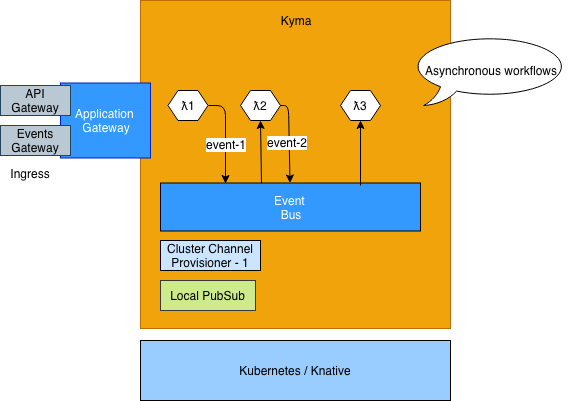 Kyma
Asynchronous workflows
API
Gateway
Application
Gateway
Events
Gateway
Ingress
λ1
λ2
λ3
event-1
event-2
Event
Bus
Cluster Channel
Provisioner - 1
Local PubSub
Kubernetes / Knative